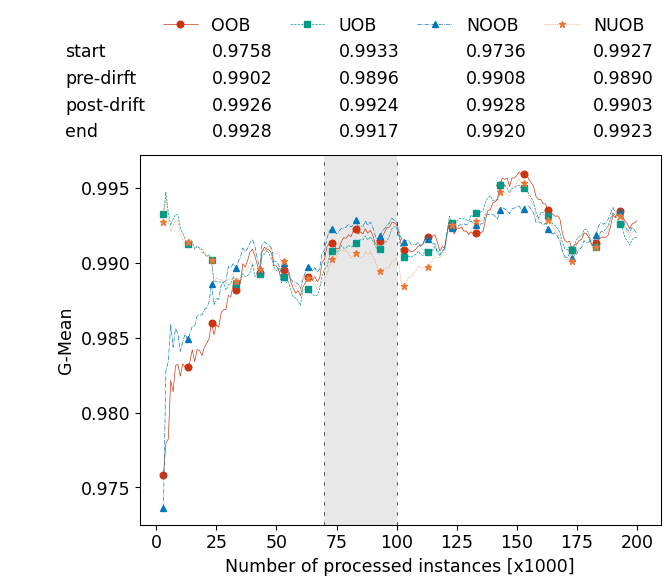 OOB UOB NOOB NUOB
start 0.9758 0.9933 0.9736 0.9927
pre-dirft 0.9902 0.9896 0.9908 0.9890
post-drift 0.9926 0.9924 0.9928 0.9903
end 0.9928 0.9917 0.9920 0.9923
0.995
0.990
0.985
0.980
0.975
G-Mean
0 25 50 75 100 125 150 175 200
Number of processed instances [x1000]